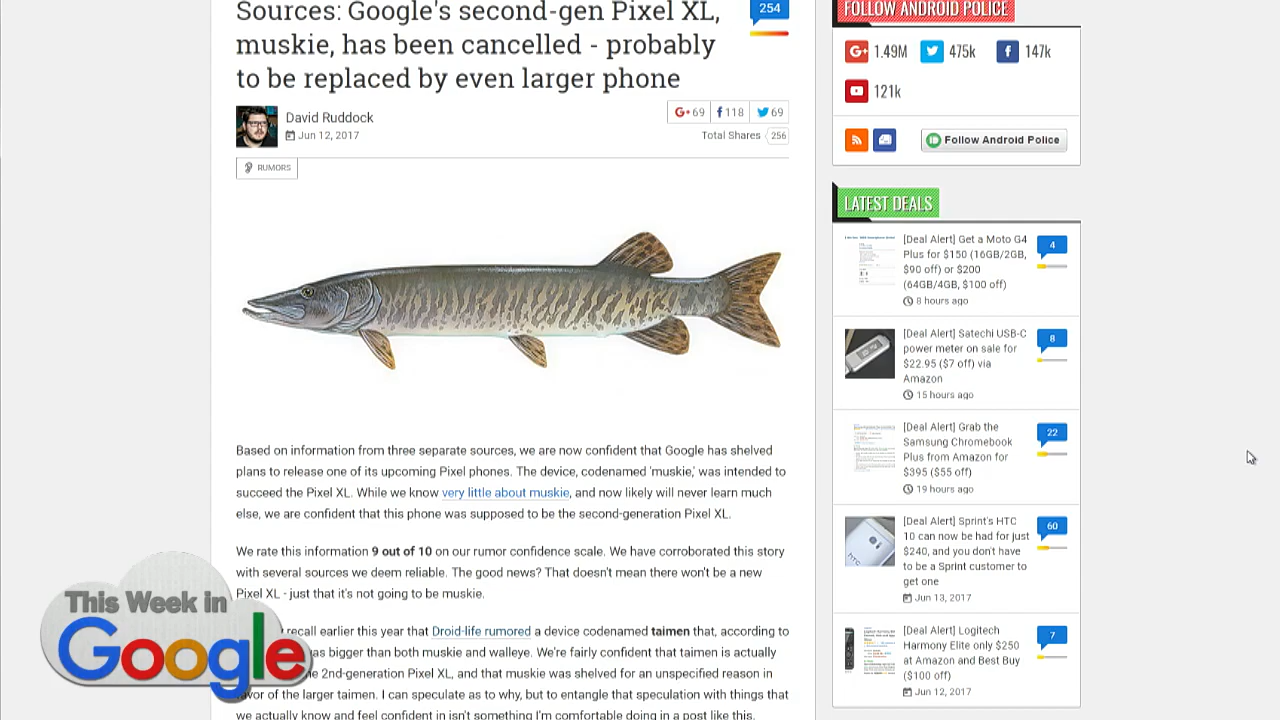 Sources: Google's second-gen Pixel XL,
muskie, has been cancelled - probably
to be replaced by even larger phone
254
David Ruddock
Jun 12, 2017
G+ 69
f 118
69
Total Shares 256
RUMORS
Based on information from three separate sources, we are now confident that Google has shelved
plans to release one of its upcoming Pixel phones. The device, codenamed 'muskie,' was intended to
succeed the Pixel XL. While we know very little about muskie, and now likely will never learn much
else, we are confident that this phone was supposed to be the second-generation Pixel XL.
We rate this information 9 out of 10 on our rumor confidence scale. We have corroborated this story
with several sources we deem reliable. The good news? That doesn't mean there won't be a new
Pixel XL - just that it's not going to be muskie.
recall earlier this year that Droid-life rumored a device codenamed taimen that, according to
is bigger than both muskie and walleye. We're fairly confident that taimen is actually
2nd-generation Pixel XL, and that muskie was shelved for an unspecified reason in
favor of the larger taimen. I can speculate as to why, but to entangle that speculation with things that
we actually know and feel confident in isn't something I'm comfortable doing in a post like this.
This Week in
Google
FOLLOW ANDROID POLICE
G+ 1.49M
475k
f 147k
121k
Follow Android Police
LATEST DEALS
[Deal Alert] Get a Moto G4
Plus for $150 (16GB/2GB,
$90 off) or $200
(64GB/4GB, $100 off)
8 hours ago
4
[Deal Alert] Satechi USB-C
power meter on sale for
$22.95 ($7 off) via
Amazon
15 hours ago
8
[Deal Alert] Grab the
Samsung Chromebook
Plus from Amazon for
$395 ($55 off)
19 hours ago
22
[Deal Alert] Sprint's HTC
10 can now be had for just
$240, and you don't have
to be a Sprint customer to
get one
Jun 13, 2017
60
hTC
[Deal Alert] Logitech
Harmony Elite only $250
at Amazon and Best Buy
($100 off)
Jun 12, 2017
7